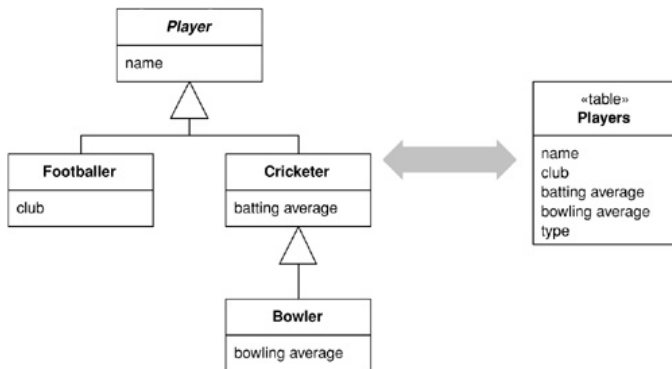 Player
name
Footballer
club
Cricketer
batting average
Bowler
bowling average
«table»
Players
name
club
batting average
bowling average
type